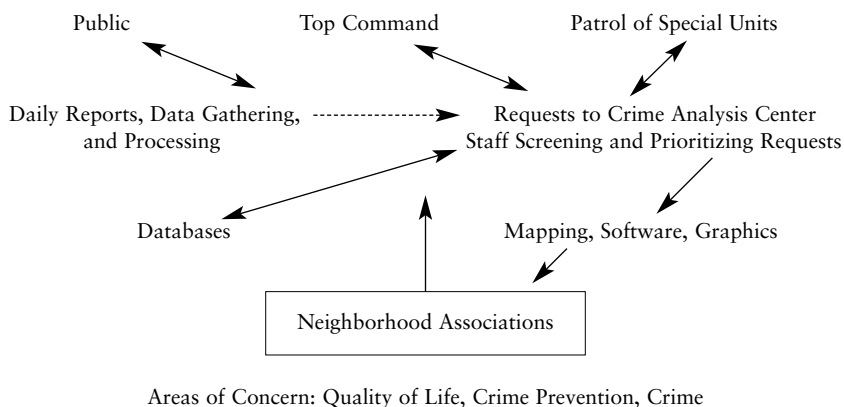 Public
Top Command
Patrol of Special Units
Daily Reports, Data Gathering,
and Processing
Requests to Crime Analysis Center
Staff Screening and Prioritizing Requests
Databases
Mapping, Software, Graphics
Neighborhood Associations
Areas of Concern: Quality of Life, Crime Prevention, Crime